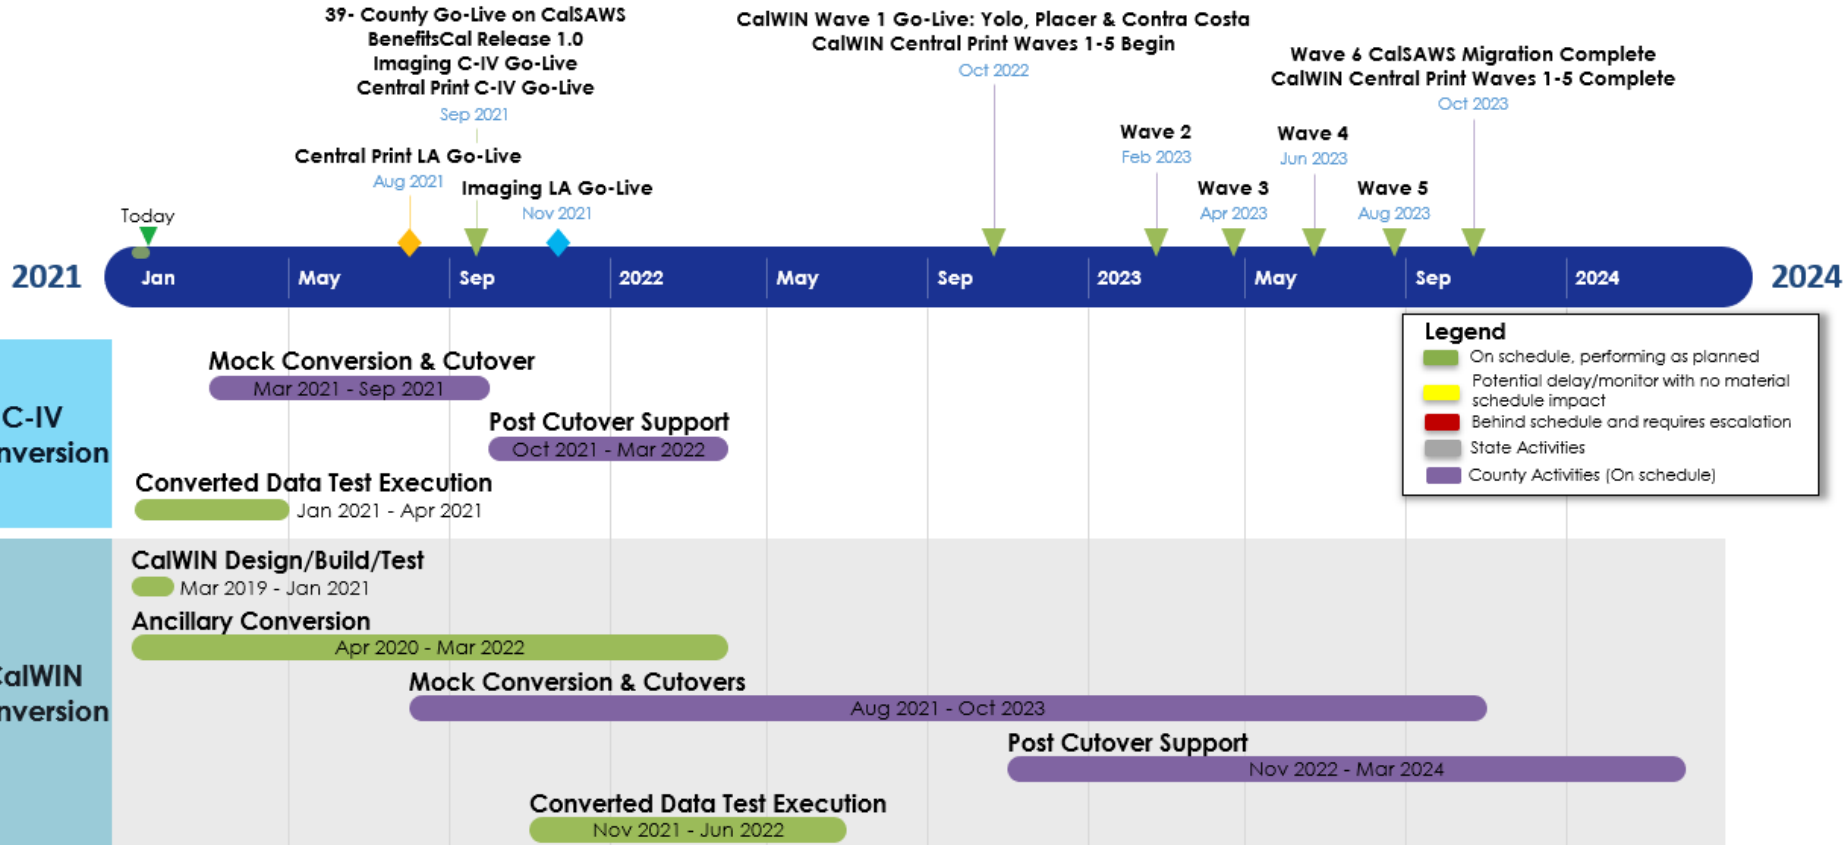 39- County Go-Live on CalSAWS
BenefitsCal Release 1.0
Imaging C-IV Go-Live
Central Print C-IV Go-Live
Sep 2021
CalWIN Wave 1 Go-Live: Yolo, Placer & Contra Costa
CalWIN Central Print Waves 1-5 Begin
Oct 2022
Wave 6 CalSAWS Migration Complete
CalWIN Central Print Waves 1-5 Complete
Oct 2023
Central Print LA Go-Live
Aug 2021
Imaging LA Go-Live
Nov 2021
Wave 2
Feb 2023
Wave 3
Apr 2023
Wave 4
Jun 2023
Wave 5
Aug 2023
Today
2021
Jan
May
Sep
2022
May
Sep
2023
May
Sep
2024
2024
Legend
On schedule, performing as planned
Potential delay/monitor with no material
schedule impact
Behind schedule and requires escalation
State Activities
County Activities (On schedule)
C-IV
nversion
Mock Conversion & Cutover
Mar 2021 - Sep 2021
Post Cutover Support
Oct 2021 - Mar 2022
Converted Data Test Execution
Jan 2021 - Apr 2021
CalWIN
nversion
CalWIN Design/Build/Test
Mar 2019 - Jan 2021
Ancillary Conversion
Apr 2020 - Mar 2022
Mock Conversion & Cutovers
Aug 2021 - Oct 2023
Post Cutover Support
Nov 2022 - Mar 2024
Converted Data Test Execution
Nov 2021 - Jun 2022